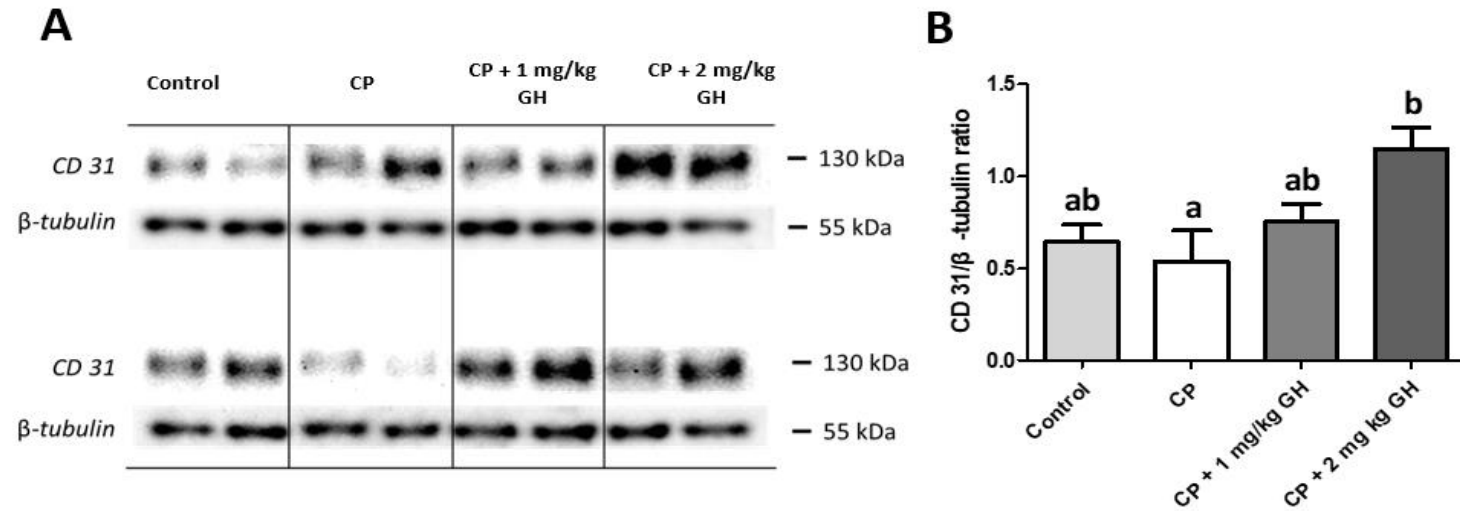 A
Control
CP
CP + 1 mg/kg
GH
CP + 2 mg/kg
GH
CD 31
130 kDa
β-tubulin
55 kDa
CD 31
130 kDa
β-tubulin
55 kDa
B
CD 31/β -tubulin ratio
1.5
1.0
0.5
0.0
ab
a
ab
b
Control
CP
CP + 1 mg/kg GH
CP + 2 mg kg GH